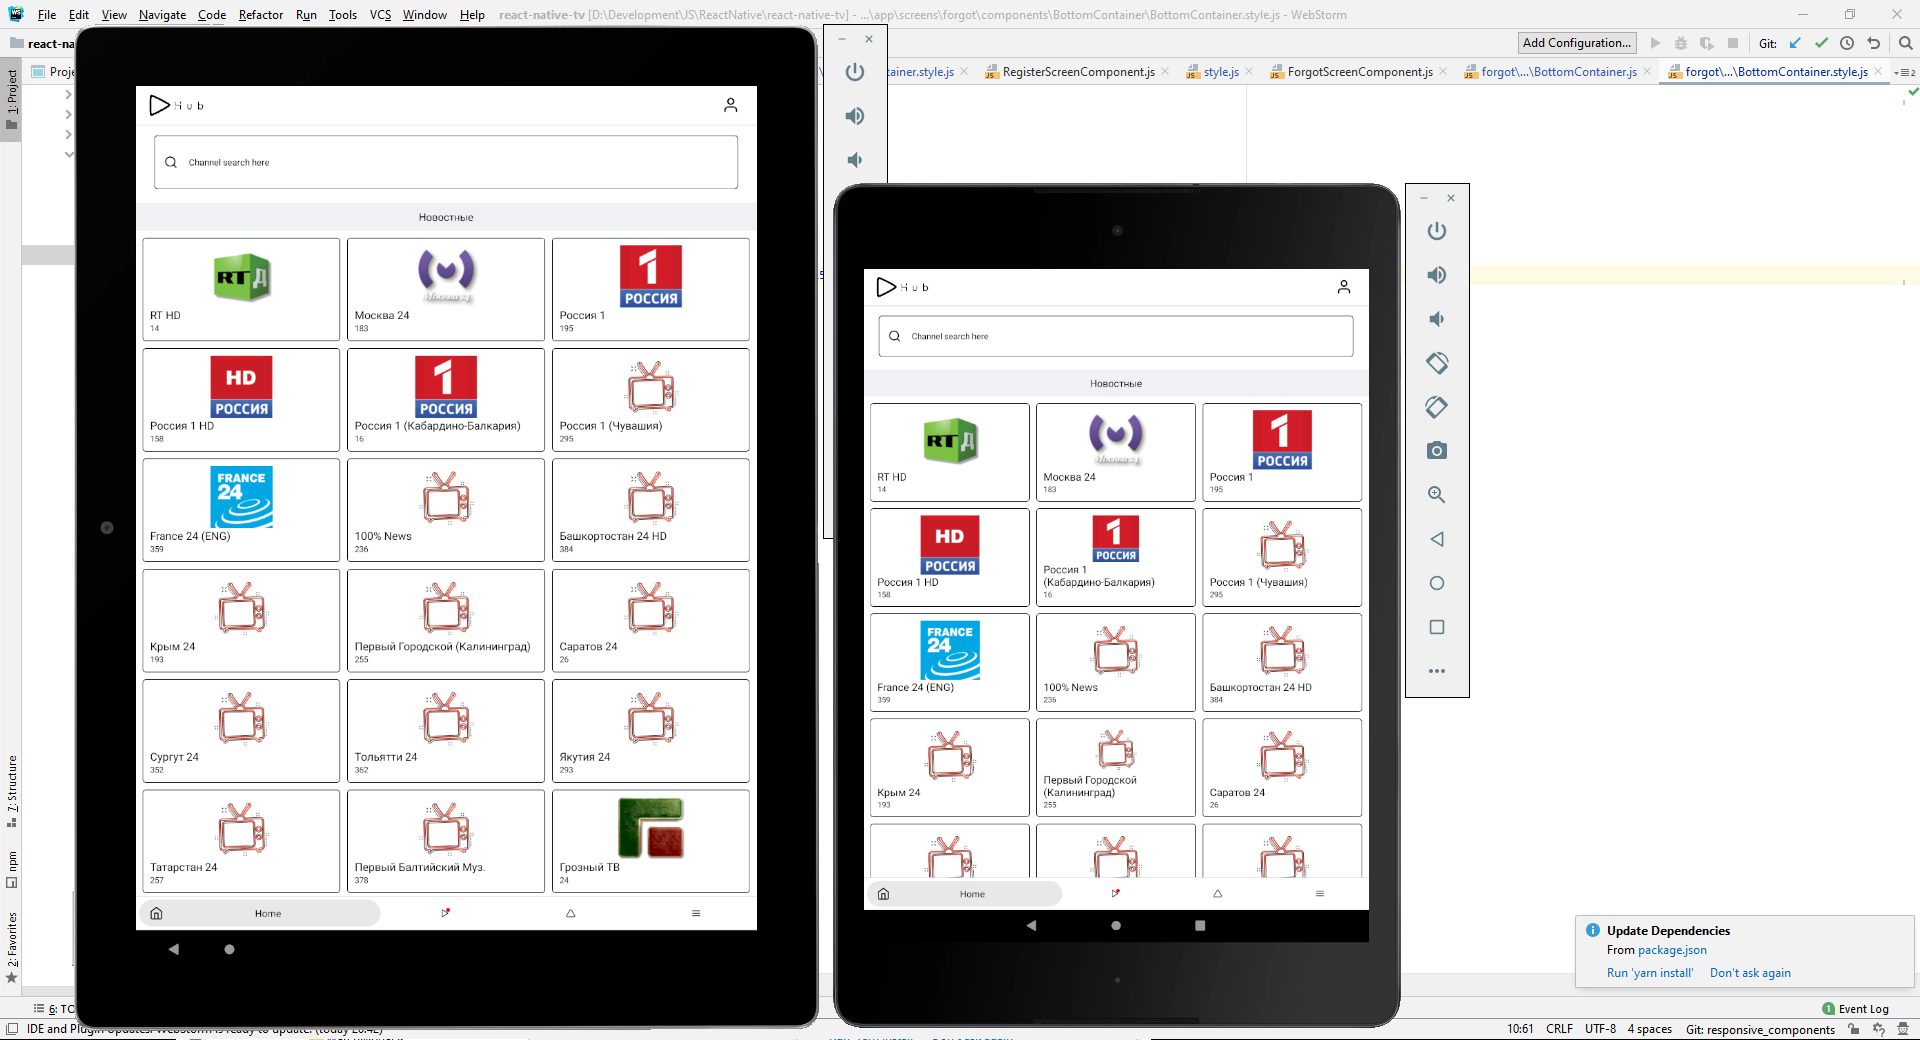 File Edit View Navigate Code Refactor Run Tools VCS Window Help react-native-tv [D:\Development\JS\ReactNative\react-native-tv] - ...\app\screens\forgot\components\BottomContainer\BottomContainer.style.js - WebStorm
react-na
Add Configuration...
Git:
Proje
tainer.style.js
RegisterScreenComponent.js
style.js
ForgotScreenComponent.js
forgot\...\BottomContainer.js
forgot\...\BottomContainer.style.js
1: Project
7: Structure
npm
2: Favorites
Hub
Channel search here
Новостные
RT HD
14
Москва 24
183
Россия 1
195
Россия 1 HD
158
Россия 1 (Кабардино-Балкария)
16
Россия 1 (Чувашия)
295
France 24 (ENG)
359
100% News
236
Башкортостан 24 HD
384
Крым 24
193
Первый Городской (Калининград)
255
Саратов 24
26
Сургут 24
352
Тольятти 24
362
Якутия 24
293
Татарстан 24
257
Первый Балтийский Муз.
378
Грозный ТВ
24
Home
Hub
Channel search here
Новостные
RT HD
14
Москва 24
183
Россия 1
195
Россия 1 HD
158
Россия 1
(Кабардино-Балкария)
16
Россия 1 (Чувашия)
295
France 24 (ENG)
359
100% News
236
Башкортостан 24 HD
384
Крым 24
193
Первый Городской
(Калининград)
255
Саратов 24
26
Home
Update Dependencies
From package.json
Run 'yarn install' Don't ask again
6: TO
Event Log
IDE and Plugin Updates: WebStorm is ready to update. (today 20:42)
10:61 CRLF UTF-8 4 spaces Git: responsive_components